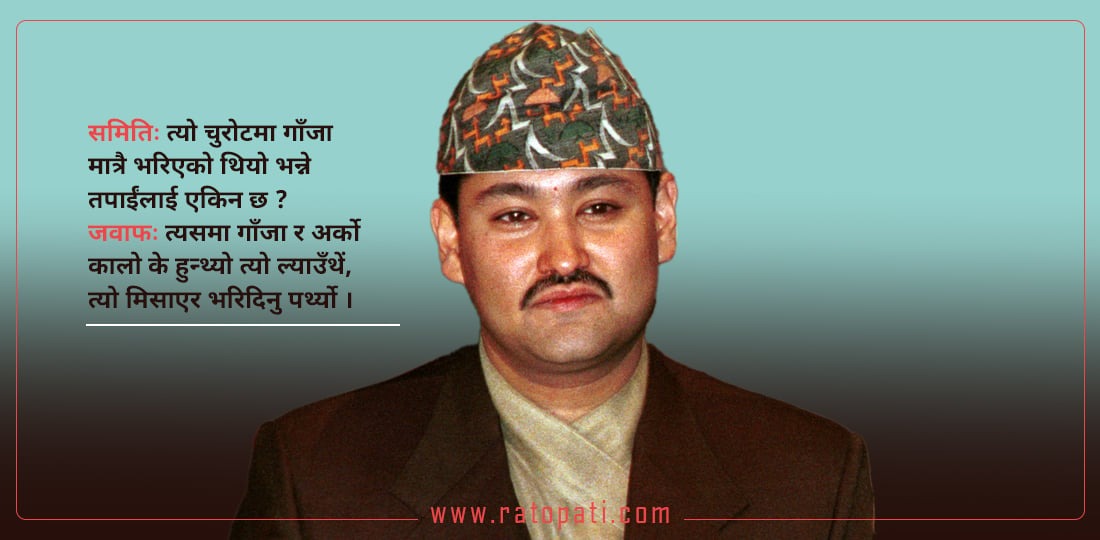 समितिः त्यो चुरोटमा गाँजा
मात्रै भरिएको थियो भन्ने
तपाईंलाई एकिन छ ?
जवाफः त्यसमा गाँजा र अर्को
कालो के हुन्थ्यो त्यो ल्याउँथें,
त्यो मिसाएर भरिदिनु पर्थ्यो ।
www.ratopati.com